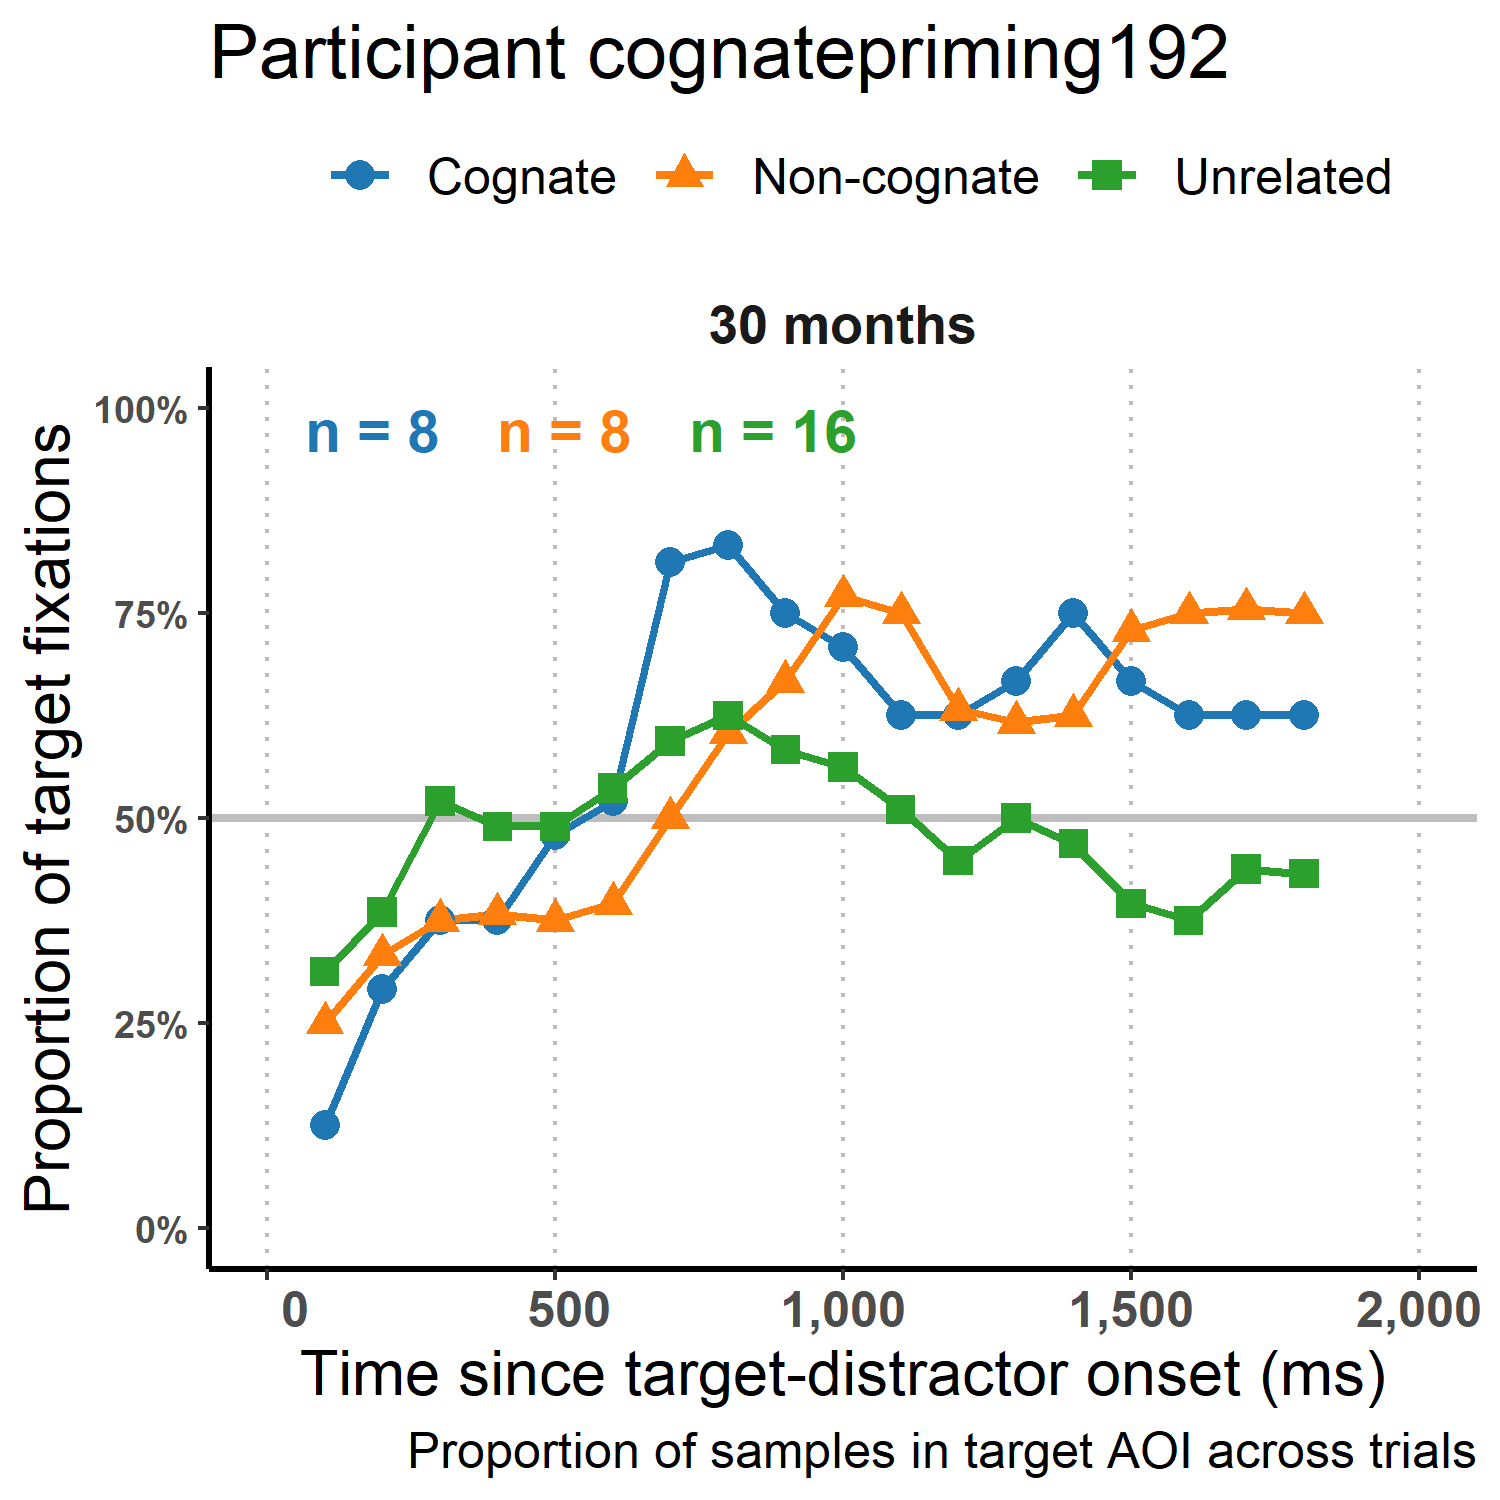 Participant cognatepriming192
Cognate Non-cognate Unrelated
30 months
n = 8 n = 8 n = 16
100%
75%
50%
25%
0%
Proportion of target fixations
0 500 1,000 1,500 2,000
Time since target-distractor onset (ms)
Proportion of samples in target AOI across trials